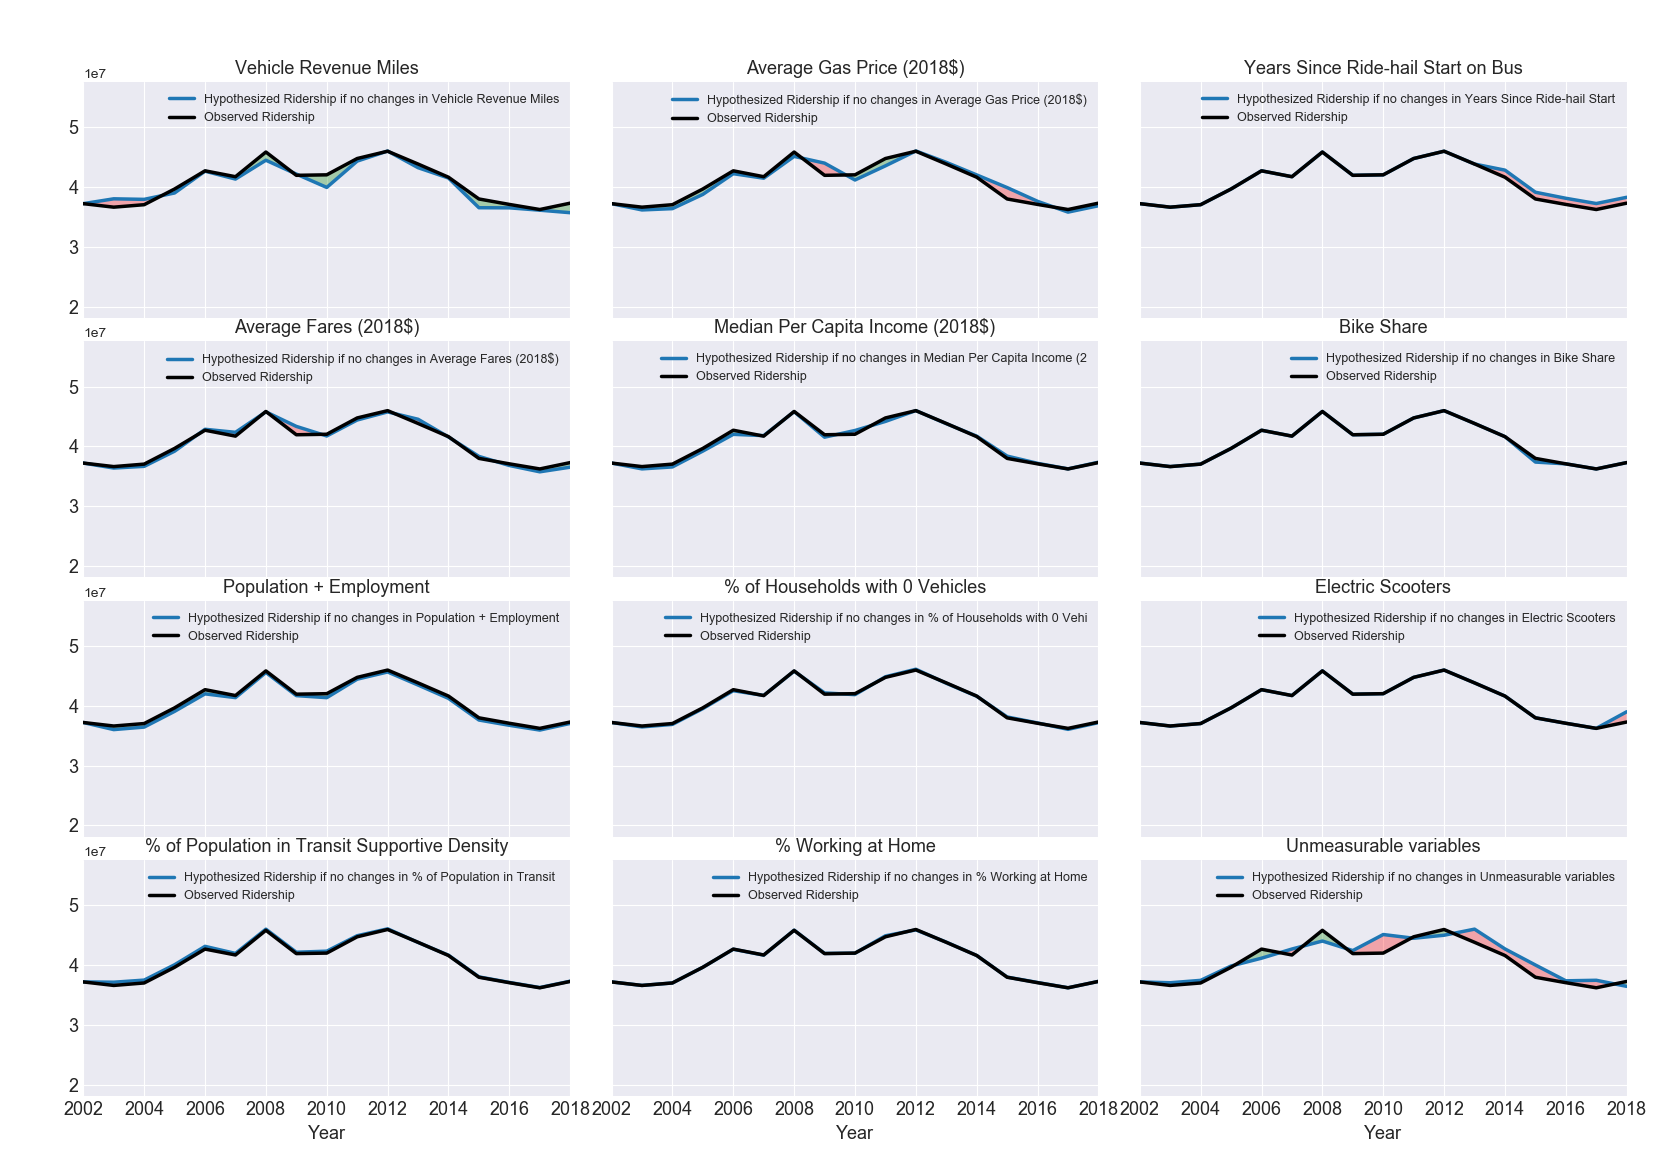 Vehicle Revenue Miles
1e7
Hypothesized Ridership if no changes in Vehicle Revenue Miles
Observed Ridership
5
4
3
2
Average Gas Price (2018$)
Hypothesized Ridership if no changes in Average Gas Price (2018$)
Observed Ridership
Years Since Ride-hail Start on Bus
Hypothesized Ridership if no changes in Years Since Ride-hail Start
Observed Ridership
Average Fares (2018$)
1e7
Hypothesized Ridership if no changes in Average Fares (2018$)
Observed Ridership
5
4
3
2
Median Per Capita Income (2018$)
Hypothesized Ridership if no changes in Median Per Capita Income (2
Observed Ridership
Bike Share
Hypothesized Ridership if no changes in Bike Share
Observed Ridership
Population + Employment
1e7
Hypothesized Ridership if no changes in Population + Employment
Observed Ridership
5
4
3
2
% of Households with 0 Vehicles
Hypothesized Ridership if no changes in % of Households with 0 Vehi
Observed Ridership
Electric Scooters
Hypothesized Ridership if no changes in Electric Scooters
Observed Ridership
% of Population in Transit Supportive Density
1e7
Hypothesized Ridership if no changes in % of Population in Transit
Observed Ridership
5
4
3
2
2002 2004 2006 2008 2010 2012 2014 2016 2018
Year
% Working at Home
Hypothesized Ridership if no changes in % Working at Home
Observed Ridership
2002 2004 2006 2008 2010 2012 2014 2016 2018
Year
Unmeasurable variables
Hypothesized Ridership if no changes in Unmeasurable variables
Observed Ridership
2002 2004 2006 2008 2010 2012 2014 2016 2018
Year